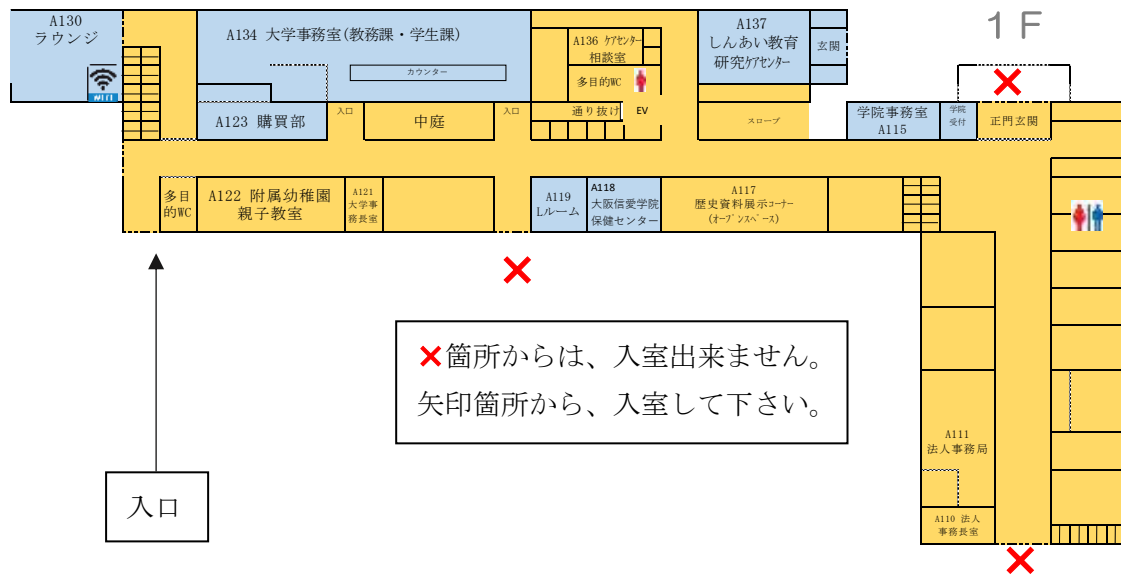 1F
A130
ラウンジ
A134 大学事務室(教務課・学生課)
カウンター
A136 ケアセンター
相談室
多目的WC
A137
しんあい教育
研究ケアセンター
玄関
A123 購買部
入口
中庭
入口
通り抜け
EV
スロープ
学院事務室
A115
学院
受付
正門玄関
多目
的WC
A122 附属幼稚園
親子教室
A121
大学事
務長室
A119
Lルーム
A118
大阪信愛学院
保健センター
A117
歴史資料展示コーナー
(オープンスペース)
×箇所からは、入室出来ません。
矢印箇所から、入室して下さい。
入口
A111
法人事務局
A110 法人
事務長室